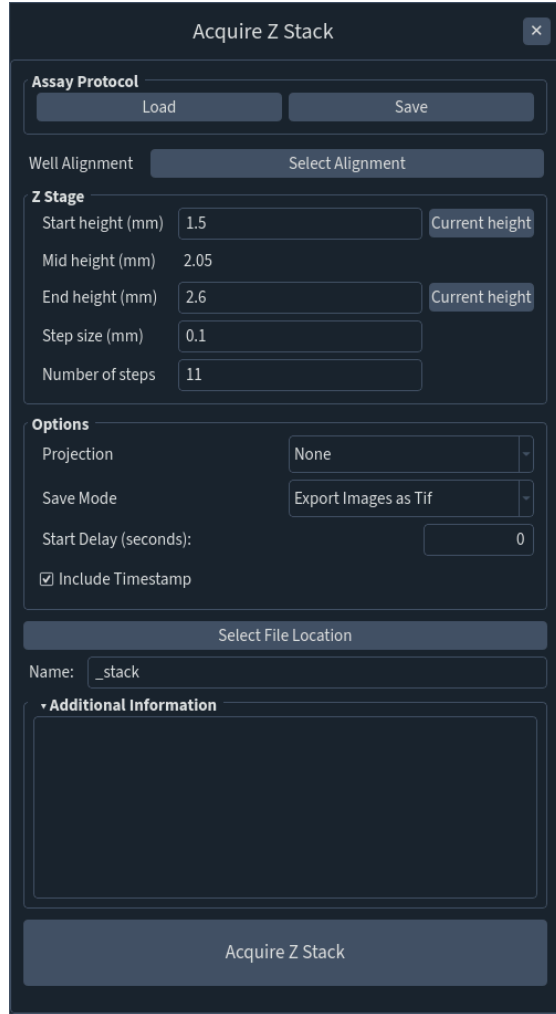 Acquire Z Stack
Assay Protocol
Load Save
Well Alignment Select Alignment
Z Stage
Start height (mm) 1.5 Current height
Mid height (mm) 2.05
End height (mm) 2.6 Current height
Step size (mm) 0.1
Number of steps 11
Options
Projection None
Save Mode Export Images as Tif
Start Delay (seconds): 0
Include Timestamp
Select File Location
Name: _stack
Additional Information
Acquire Z Stack